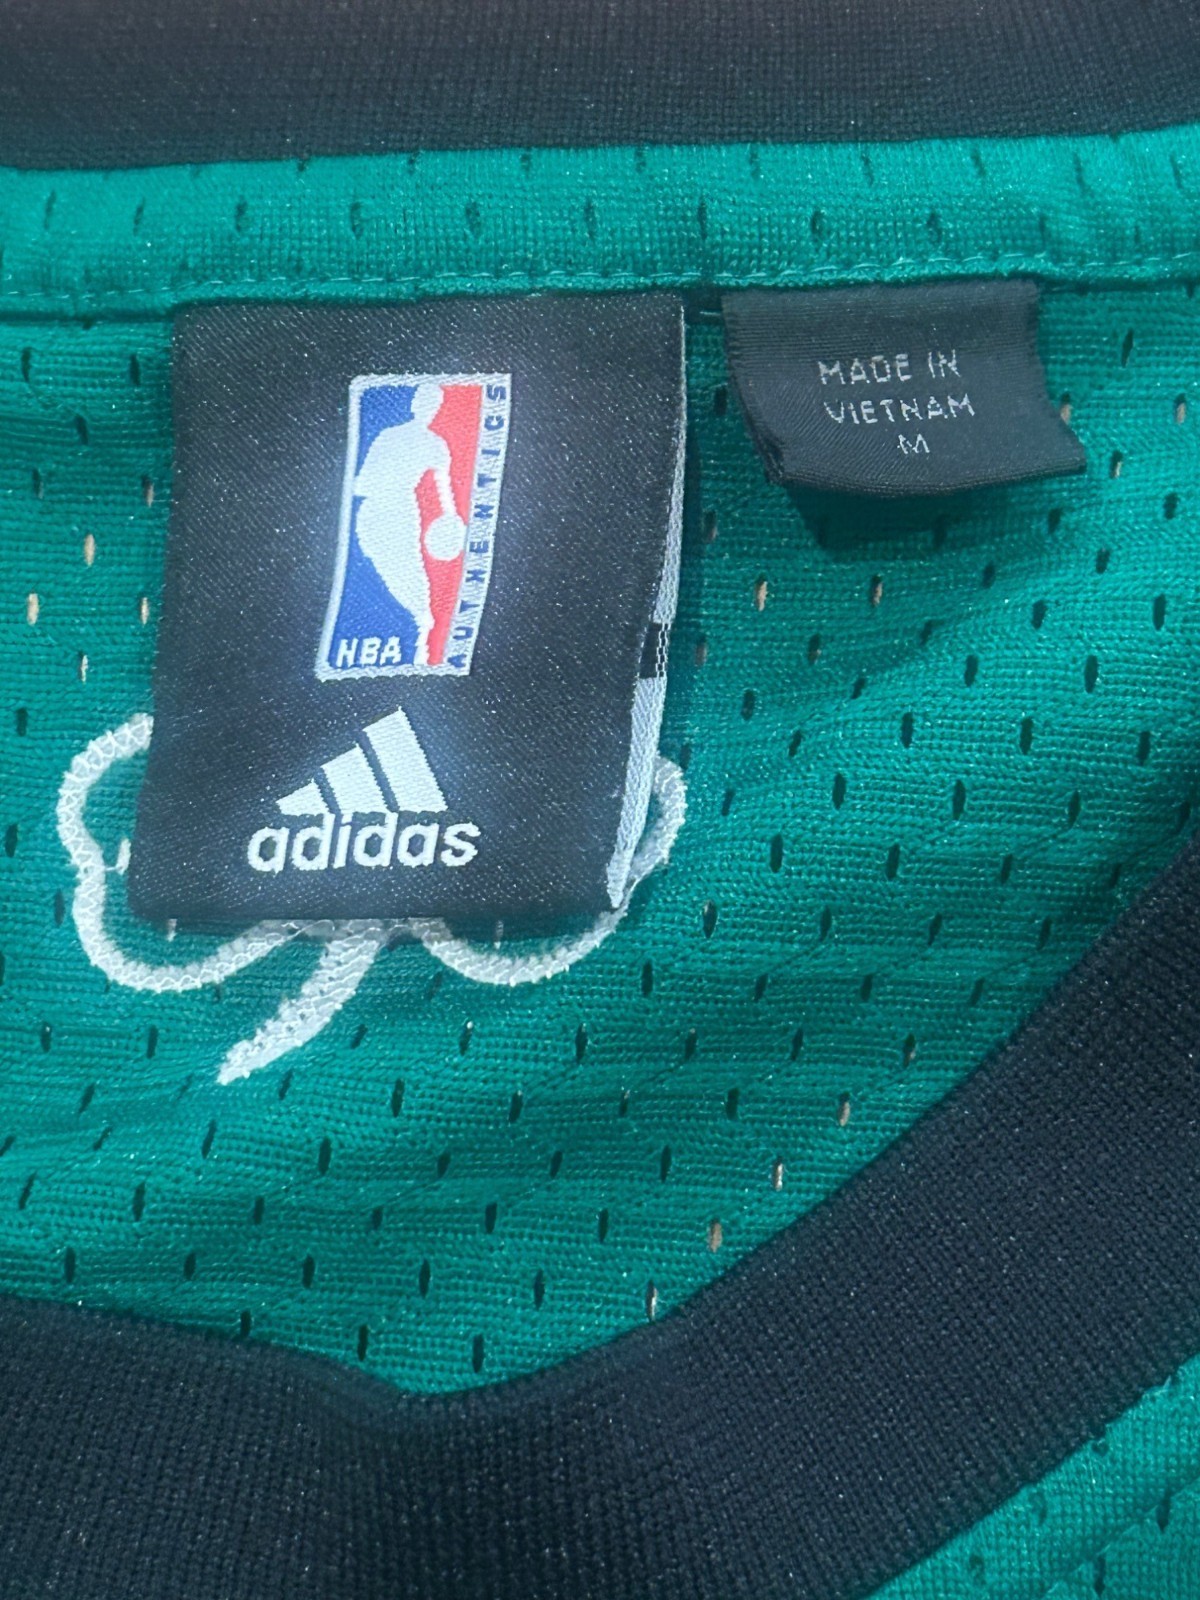 NBA
AUTHENTICS
adidas
MADE IN
VIETNAM
M